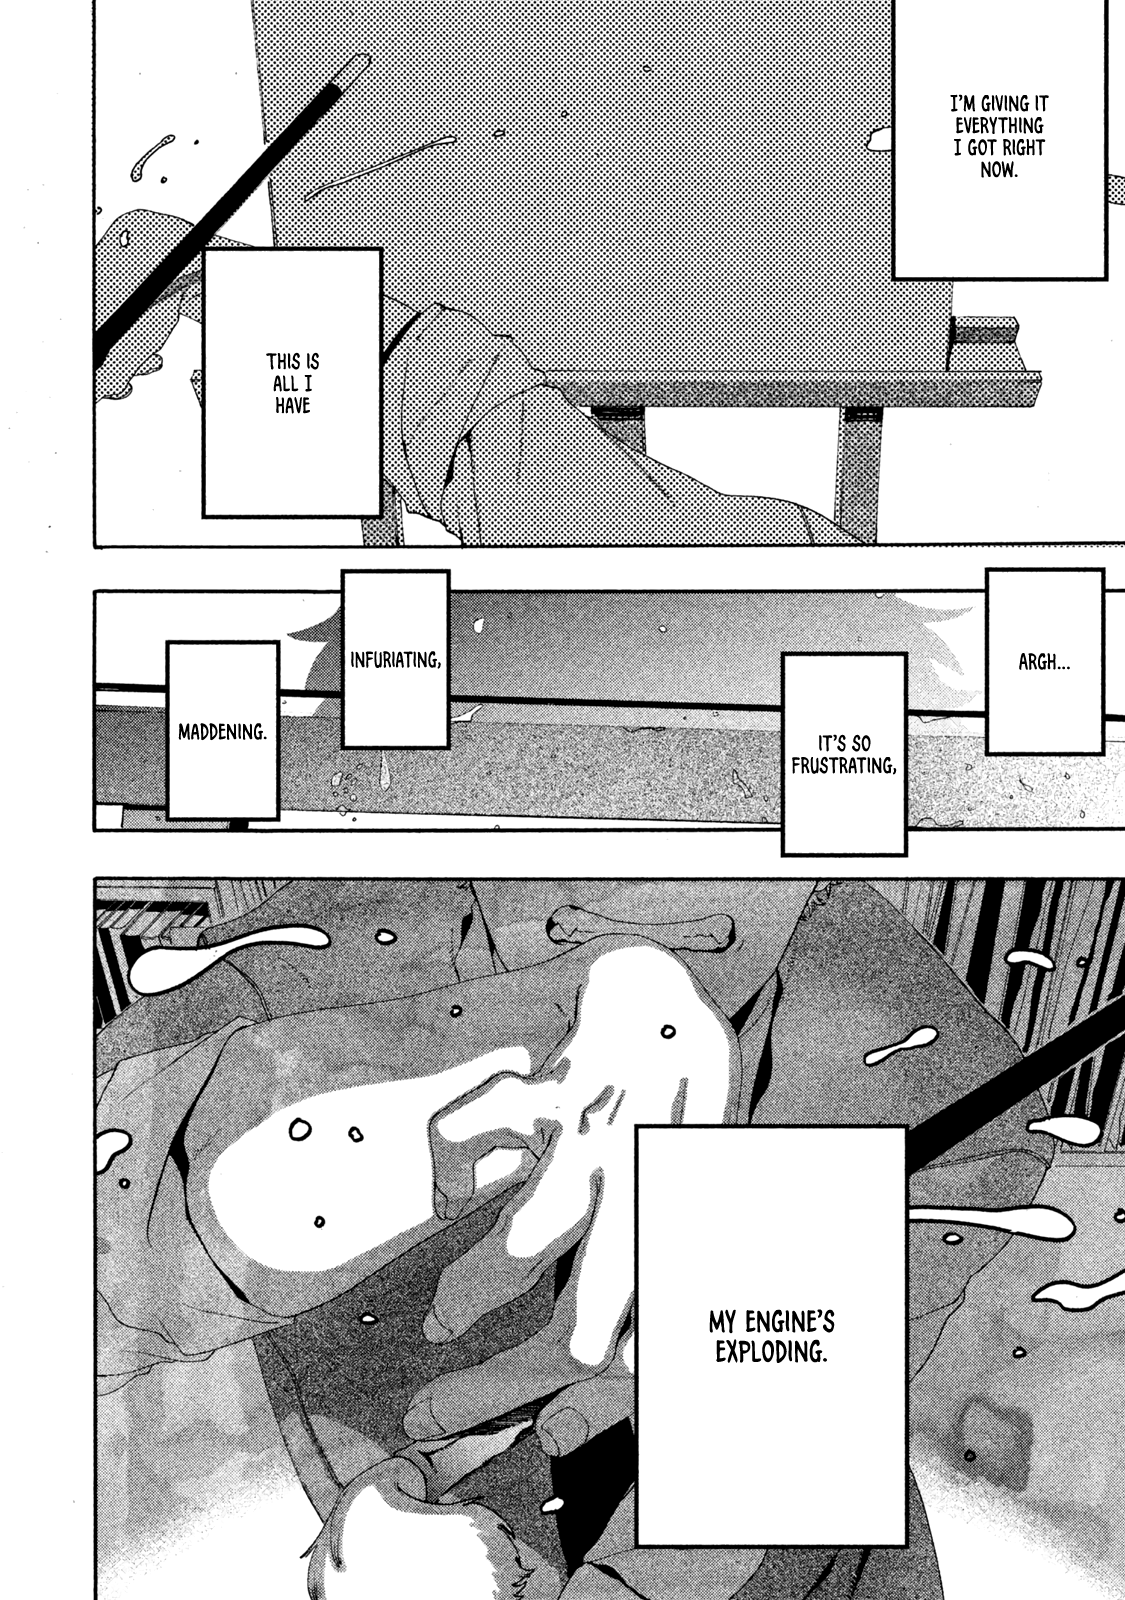 I'M GIVING IT
EVERYTHING
I GOT RIGHT
NOW.
THIS IS
ALL I
HAVE
ARGH...
IT'S SO
FRUSTRATING,
INFURIATING,
MADDENING.
MY ENGINE'S
EXPLODING.